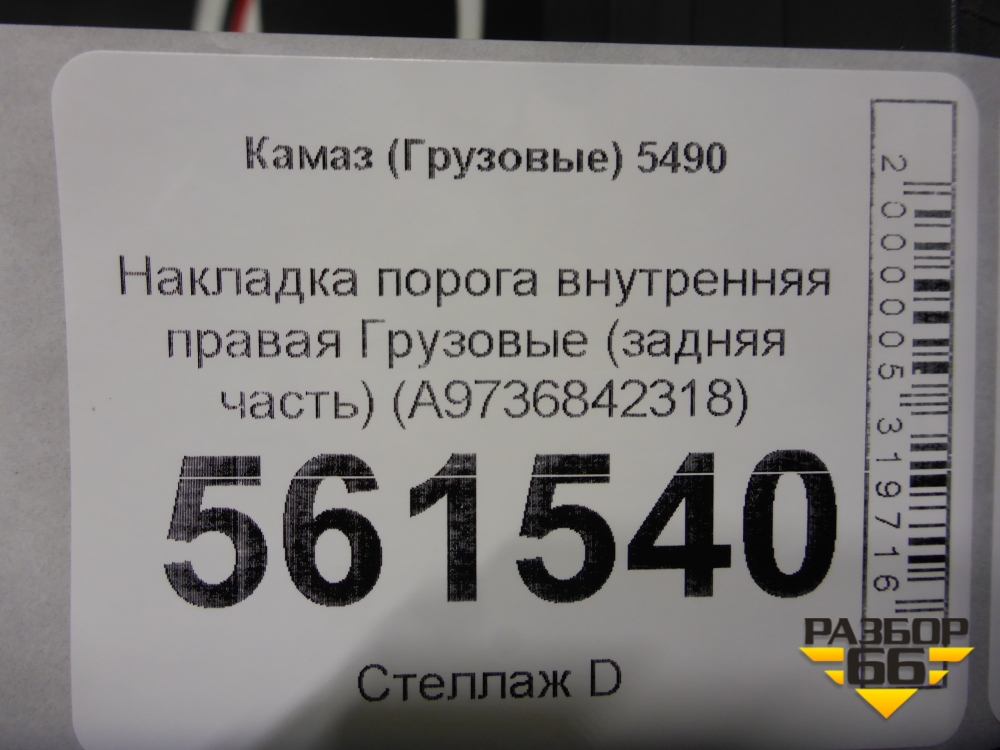 Камаз (Грузовые) 5490
Накладка порога внутренняя
правая Грузовые (задняя
часть) (A9736842318)
561540
Стеллаж D
2000005319716
РАЗБОР
66